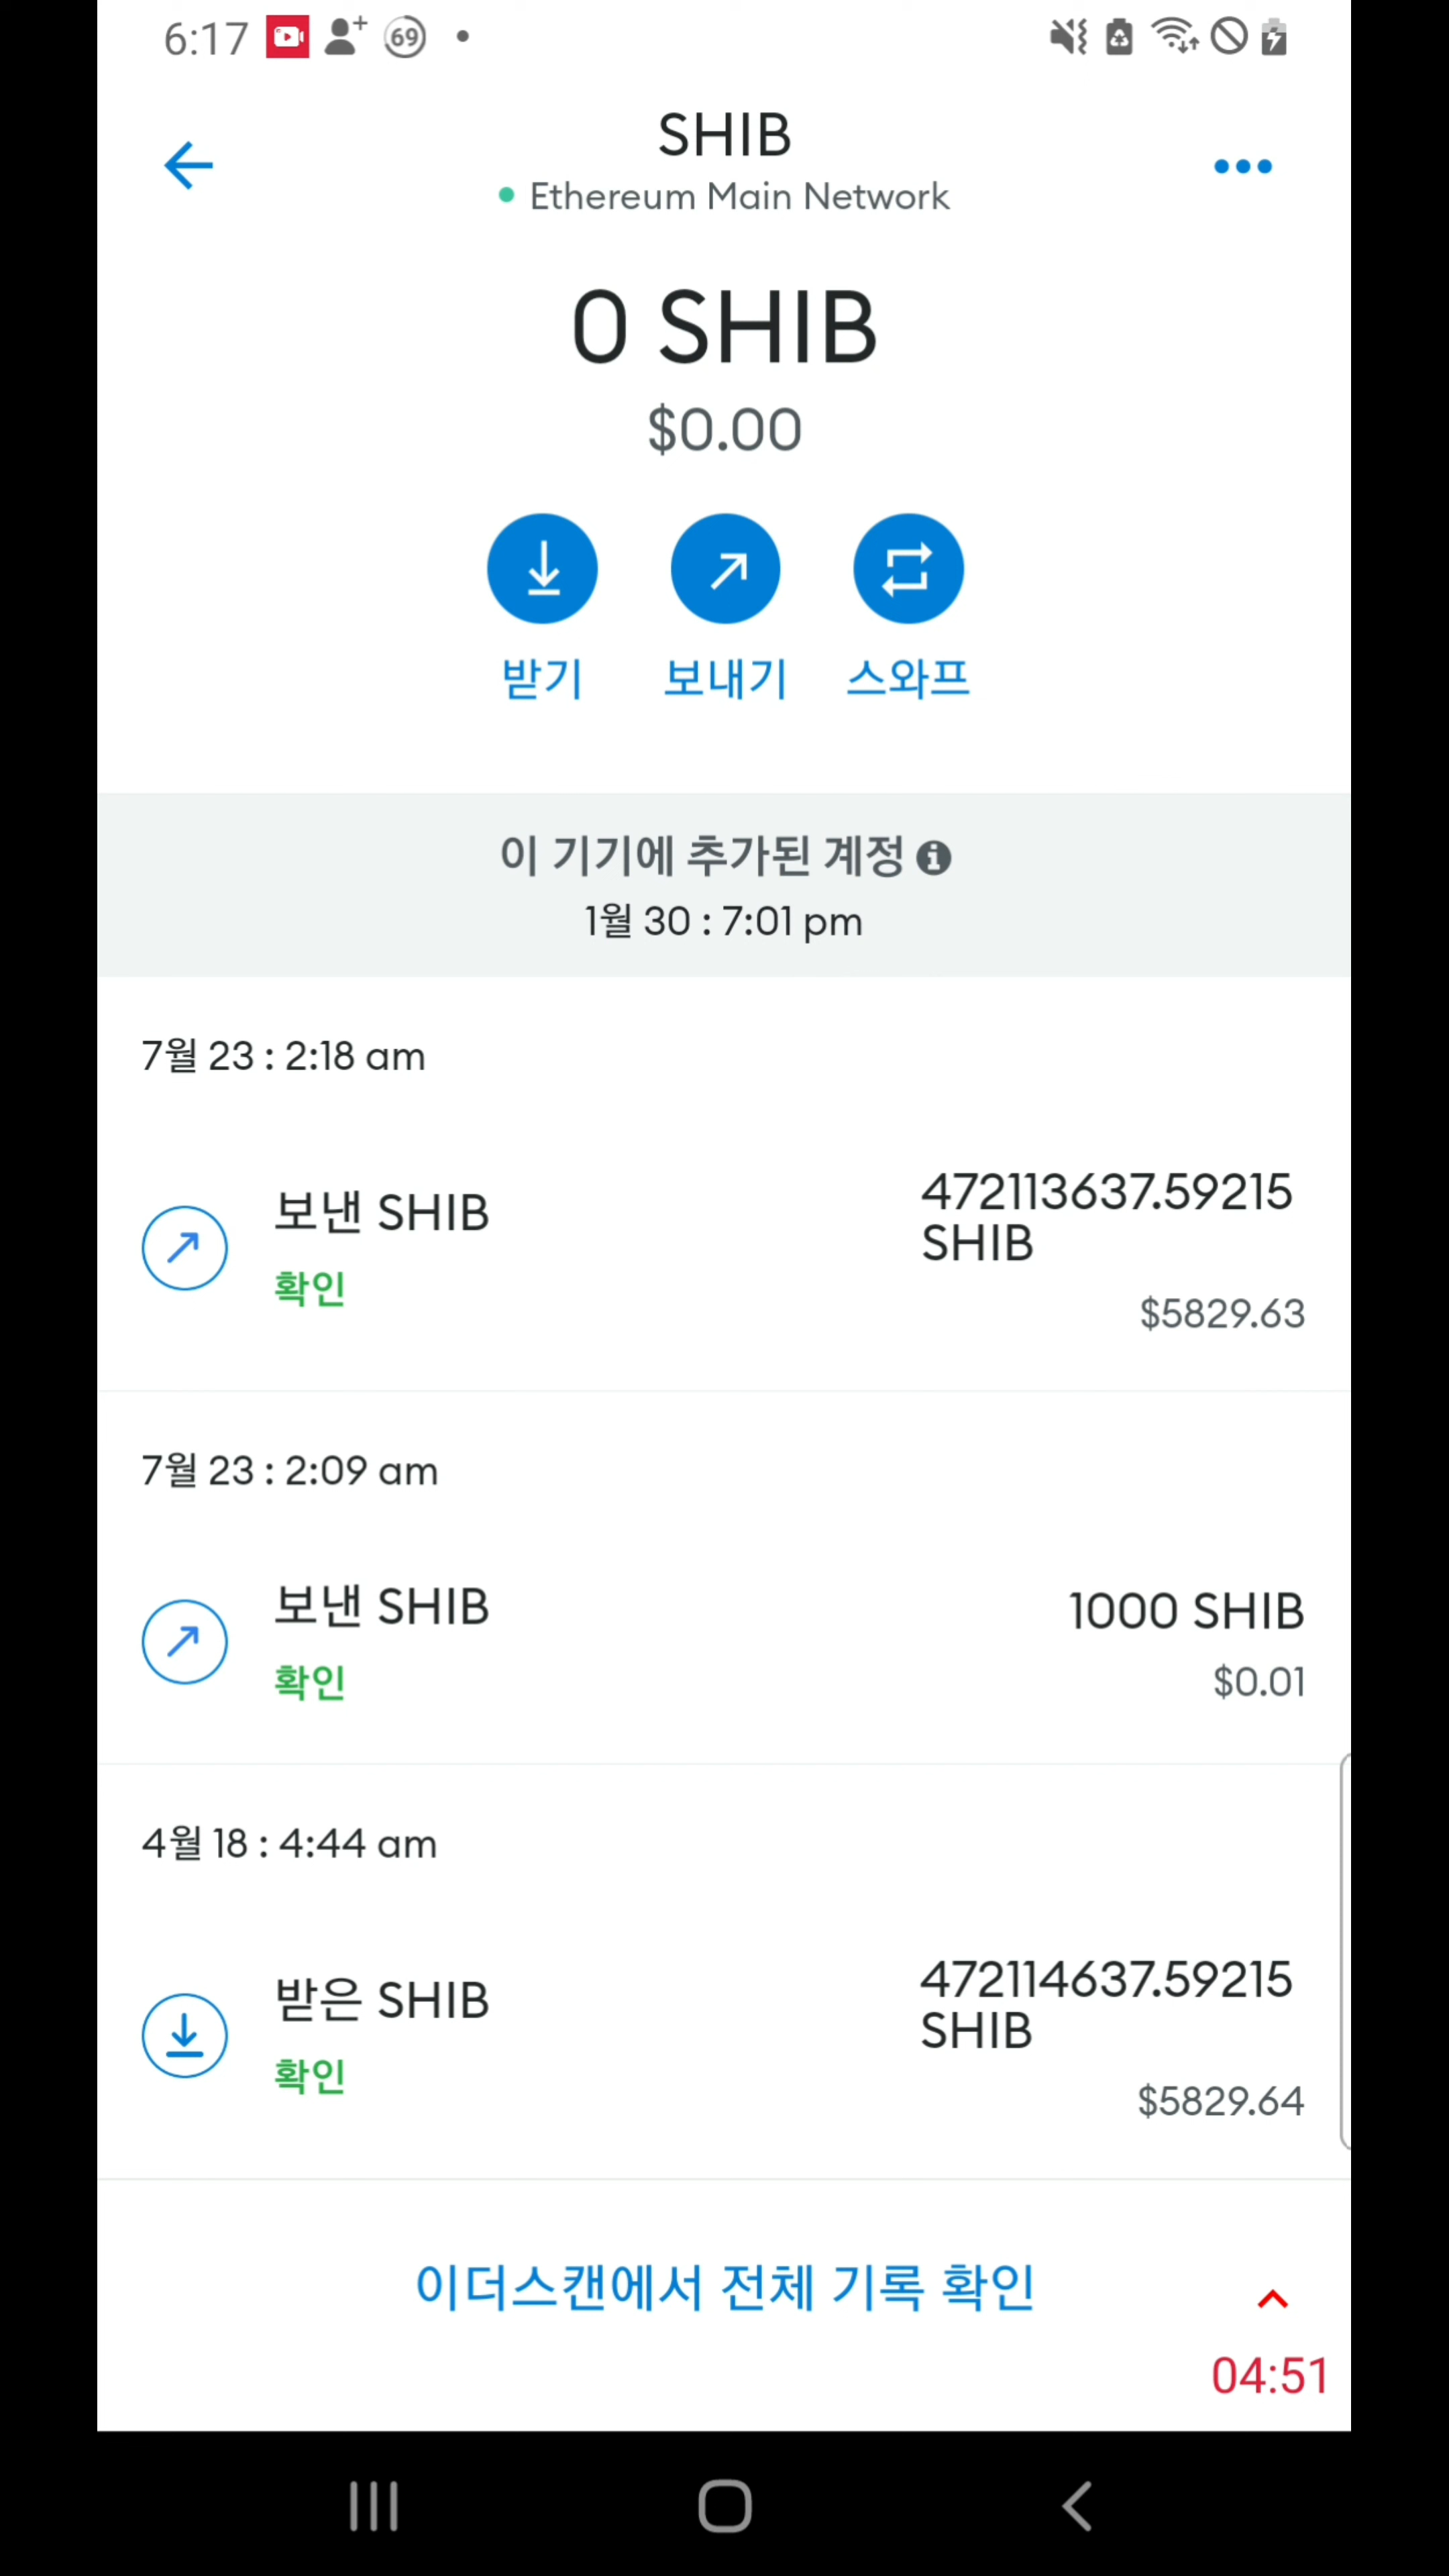 6:17
69
SHIB
Ethereum Main Network
0 SHIB
$0.00
받기 보내기 스와프
이 기기에 추가된 계정
1월 30 : 7:01 pm
7월 23 : 2:18 am
보낸 SHIB
확인
472113637.59215
SHIB
$5829.63
7월 23 : 2:09 am
보낸 SHIB
확인
1000 SHIB
$0.01
4월 18 : 4:44 am
받은 SHIB
확인
472114637.59215
SHIB
$5829.64
이더스캔에서 전체 기록 확인
04:51